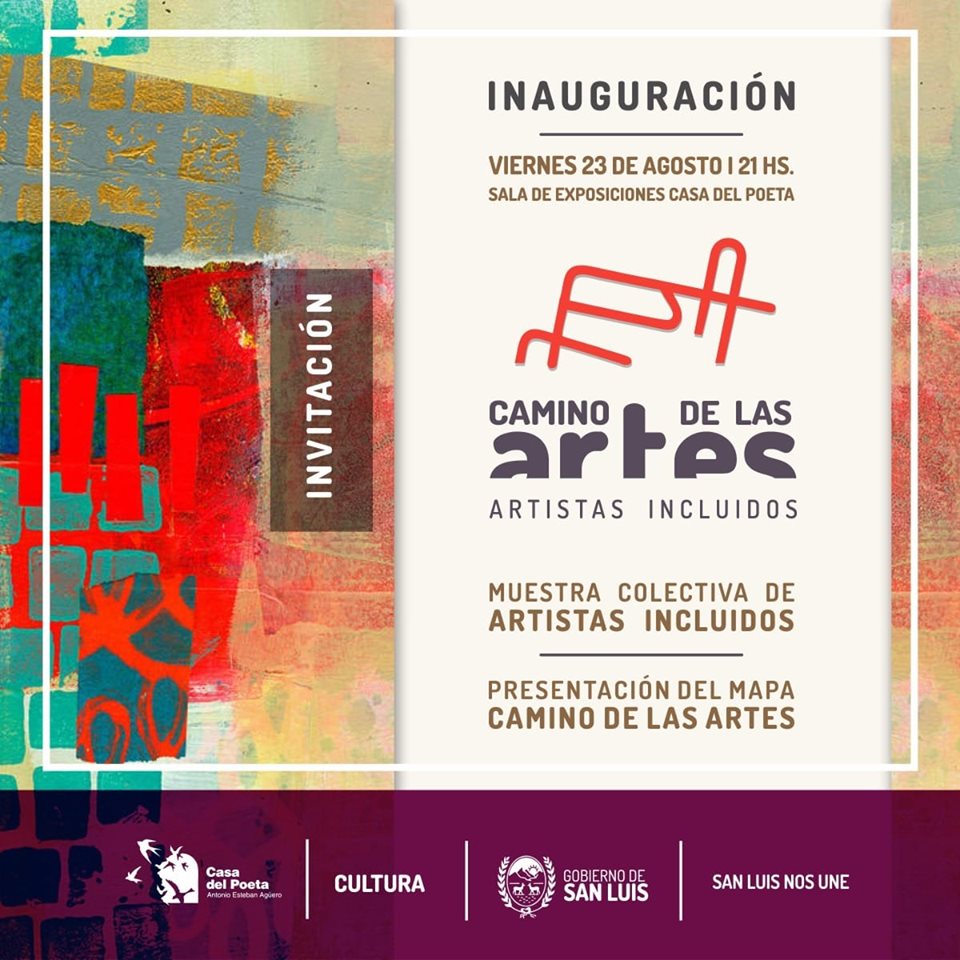 INAUGURACIÓN
VIERNES 23 DE AGOSTO I 21 HS.
SALA DE EXPOSICIONES CASA DEL POETA
INVITACIÓN
CAMINO DE LAS
artes
ARTISTAS INCLUIDOS
MUESTRA COLECTIVA DE
ARTISTAS INCLUIDOS
PRESENTACIÓN DEL MAPA
CAMINO DE LAS ARTES
Casa
del Poeta
Antonio Esteban Agüero
CULTURA
GOBIERNO DE
SAN LUIS
SAN LUIS NOS UNE